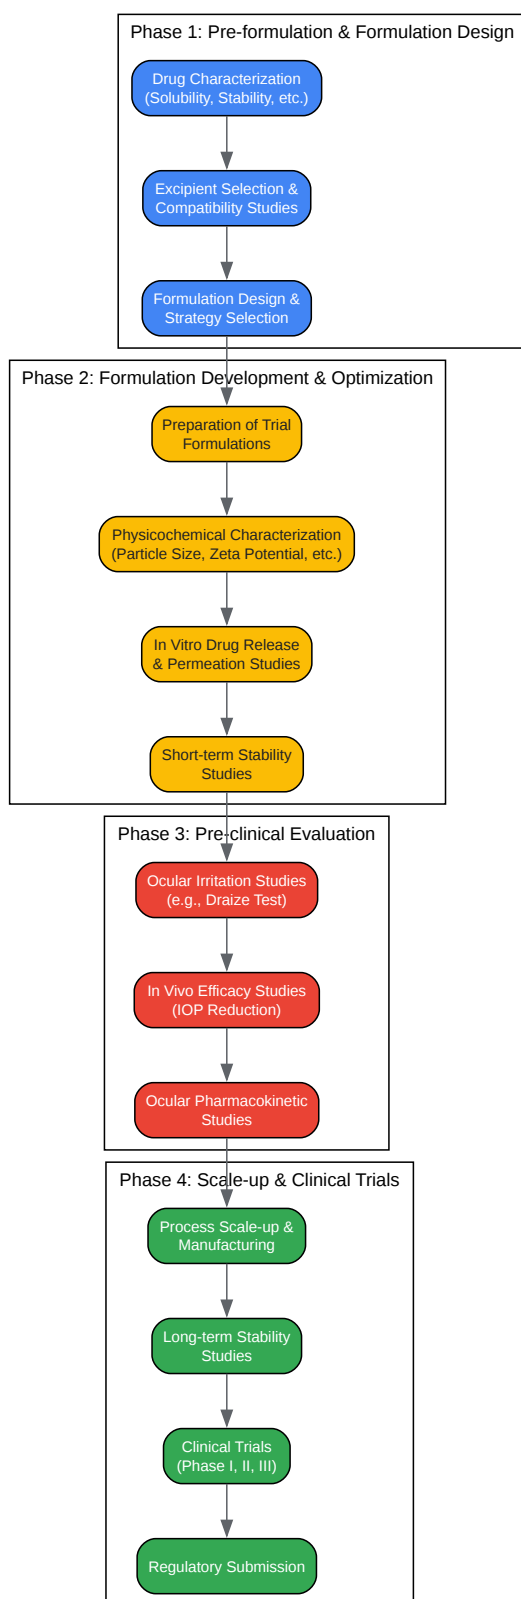 Phase 1: Pre-formulation & Formulation Design
Drug Characterization
(Solubility, Stability, etc.)
Excipient Selection &
Compatibility Studies
Formulation Design &
Strategy Selection
Phase 2: Formulation Development & Optimization
Preparation of Trial
Formulations
Physicochemical Characterization
(Particle Size, Zeta Potential, etc.)
In Vitro Drug Release
& Permeation Studies
Short-term Stability
Studies
Phase 3: Pre-clinical Evaluation
Ocular Irritation Studies
(e.g., Draize Test)
In Vivo Efficacy Studies
(IOP Reduction)
Ocular Pharmacokinetic
Studies
Phase 4: Scale-up & Clinical Trials
Process Scale-up &
Manufacturing
Long-term Stability
Studies
Clinical Trials
(Phase I, II, III)
Regulatory Submission